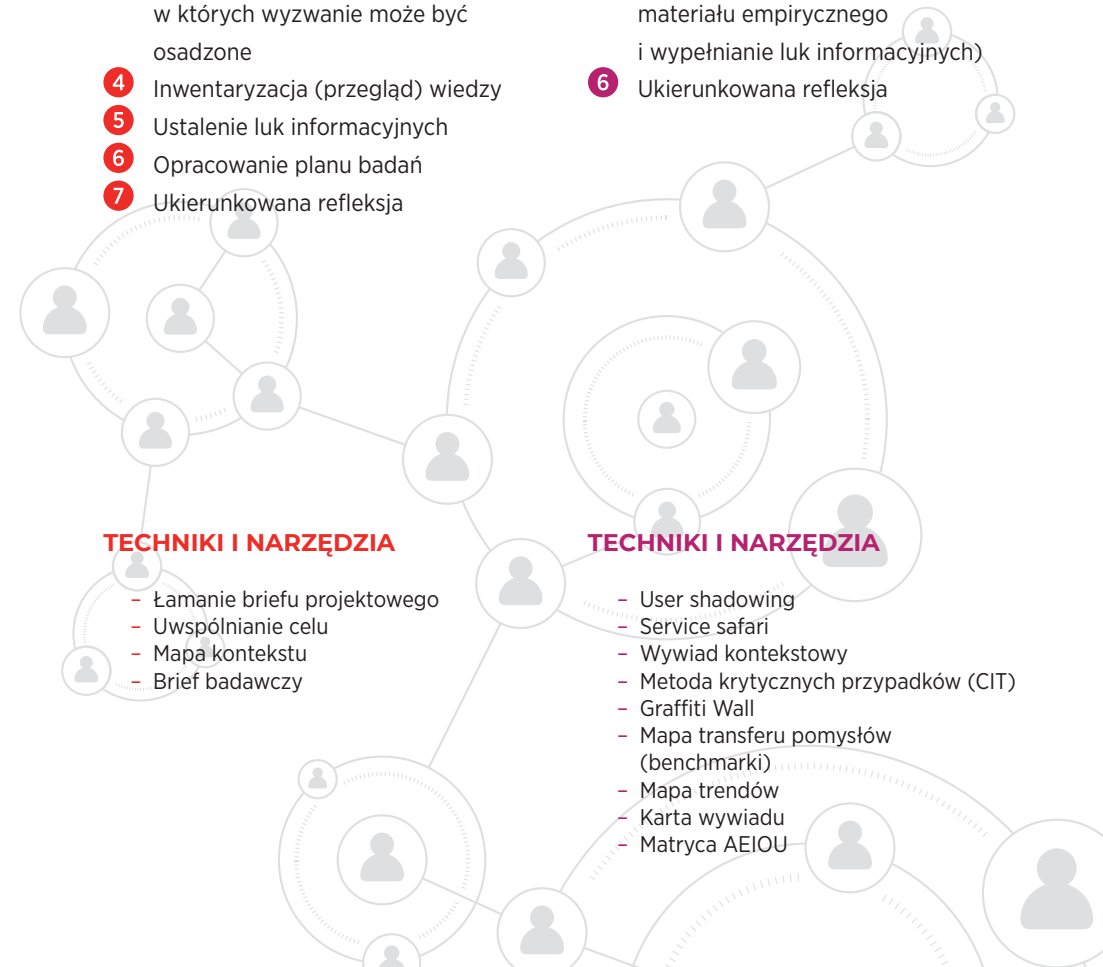 w których wyzwanie może być
osadzone
4 Inwentaryzacja (przegląd) wiedzy
5 Ustalenie luk informacyjnych
6 Opracowanie planu badań
7 Ukierunkowana refleksja
TECHNIKI I NARZĘDZIA
– Łamanie briefu projektowego
– Uwspólnianie celu
– Mapa kontekstu
– Brief badawczy
materiału empirycznego
i wypełnianie luk informacyjnych)
6 Ukierunkowana refleksja
TECHNIKI I NARZĘDZIA
– User shadowing
– Service safari
– Wywiad kontekstowy
– Metoda krytycznych przypadków (CIT)
– Graffiti Wall
– Mapa transferu pomysłów
(benchmarki)
– Mapa trendów
– Karta wywiadu
– Matryca AEIOU